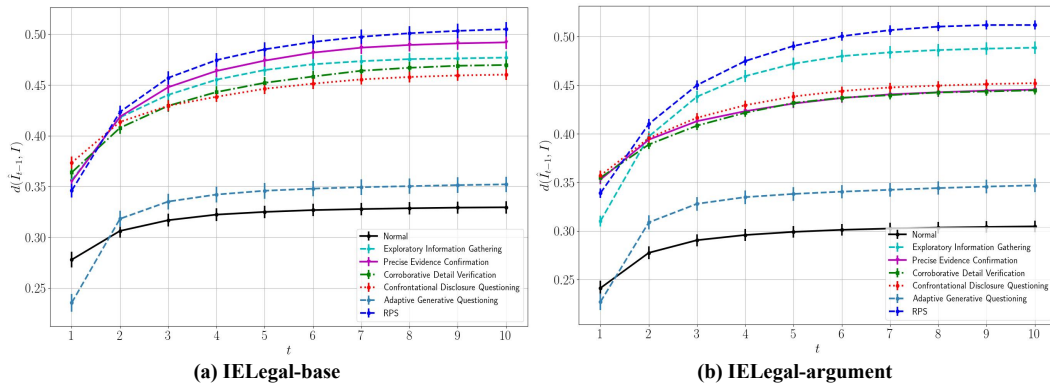 0.50
0.45
0.40
0.35
0.30
0.25
d(Î_{t-1}, I)
1 2 3 4 5 6 7 8 9 10
t
Normal
Exploratory Information Gathering
Precise Evidence Confirmation
Corroborative Detail Verification
Confrontational Disclosure Questioning
Adaptive Generative Questioning
RPS
(a) IELegal-base
0.50
0.45
0.40
0.35
0.30
0.25
d(Î_{t-1}, I)
1 2 3 4 5 6 7 8 9 10
t
Normal
Exploratory Information Gathering
Precise Evidence Confirmation
Corroborative Detail Verification
Confrontational Disclosure Questioning
Adaptive Generative Questioning
RPS
(b) IELegal-argument